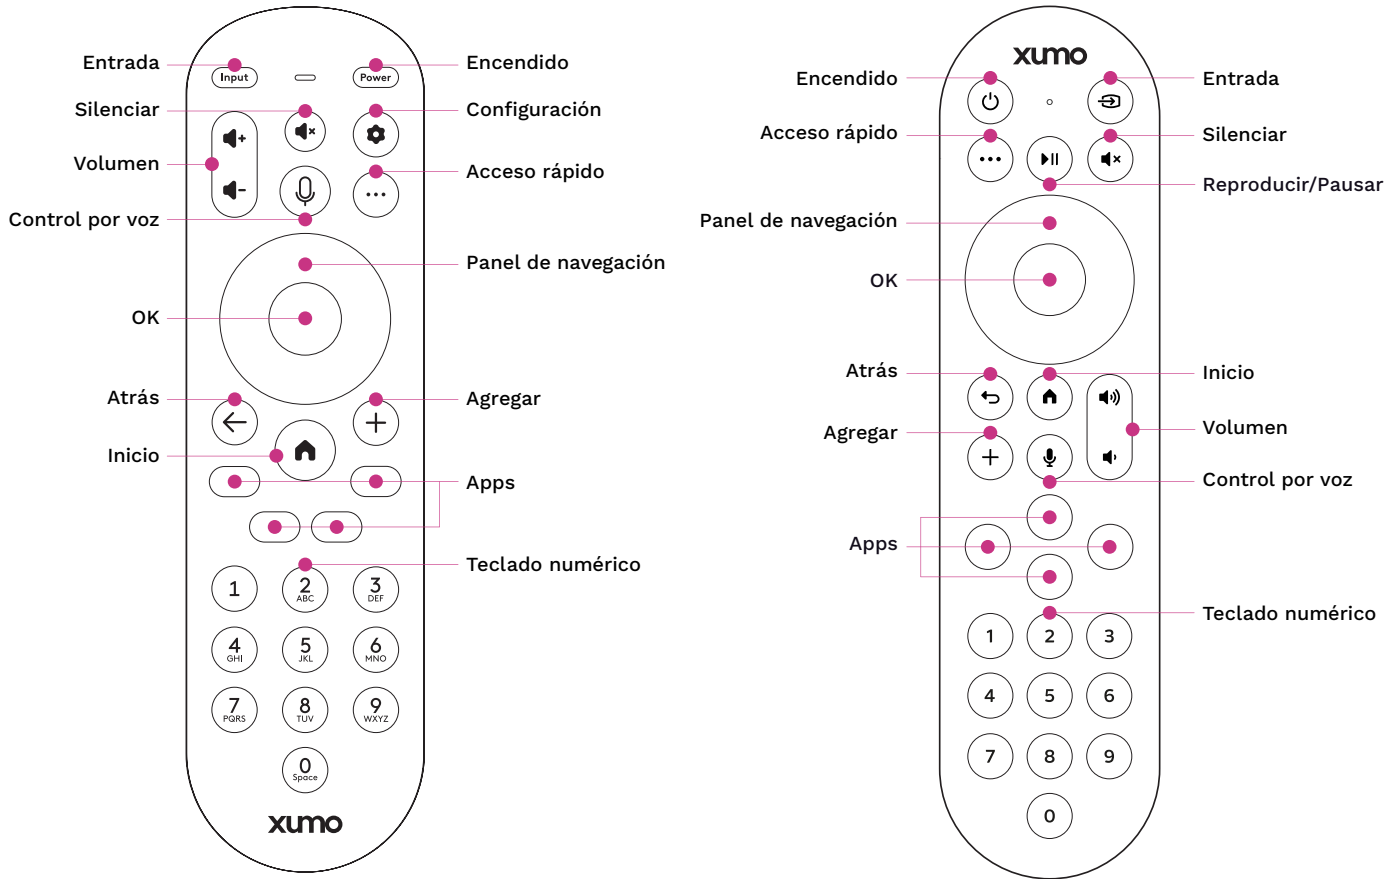 Entrada
Silenciar
Volumen
Control por voz
OK
Atrás
Inicio
Input
Power
1
2
ABC
3
DEF
4
GHI
5
JKL
6
MNO
7
PQRS
8
TUV
9
WXYZ
0
Space
xumo
Encendido
Configuración
Acceso rápido
Panel de navegación
Agregar
Apps
Teclado numérico
Encendido
Acceso rápido
Panel de navegación
OK
Atrás
Agregar
Apps
xumo
1 2 3
4 5 6
7 8 9
0
Entrada
Silenciar
Reproducir/Pausar
Inicio
Volumen
Control por voz
Teclado numérico